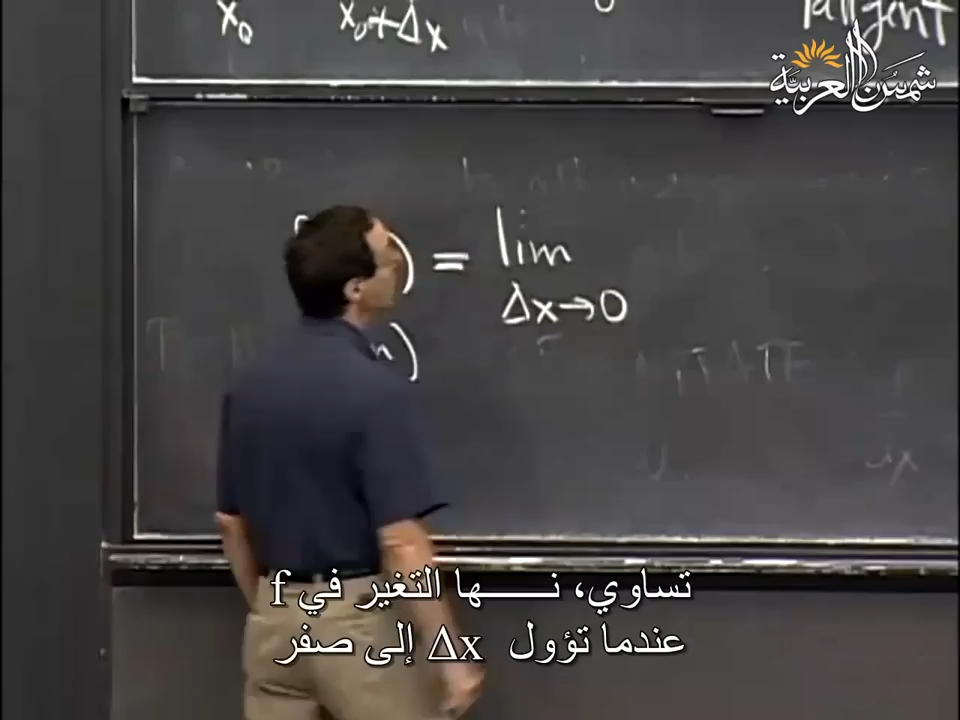 x₀ x₀+Δx tangent
شمس العربية
= lim
Δx→0
تساوي، نـــــها التغير في f
عندما تؤول Δx إلى صفر